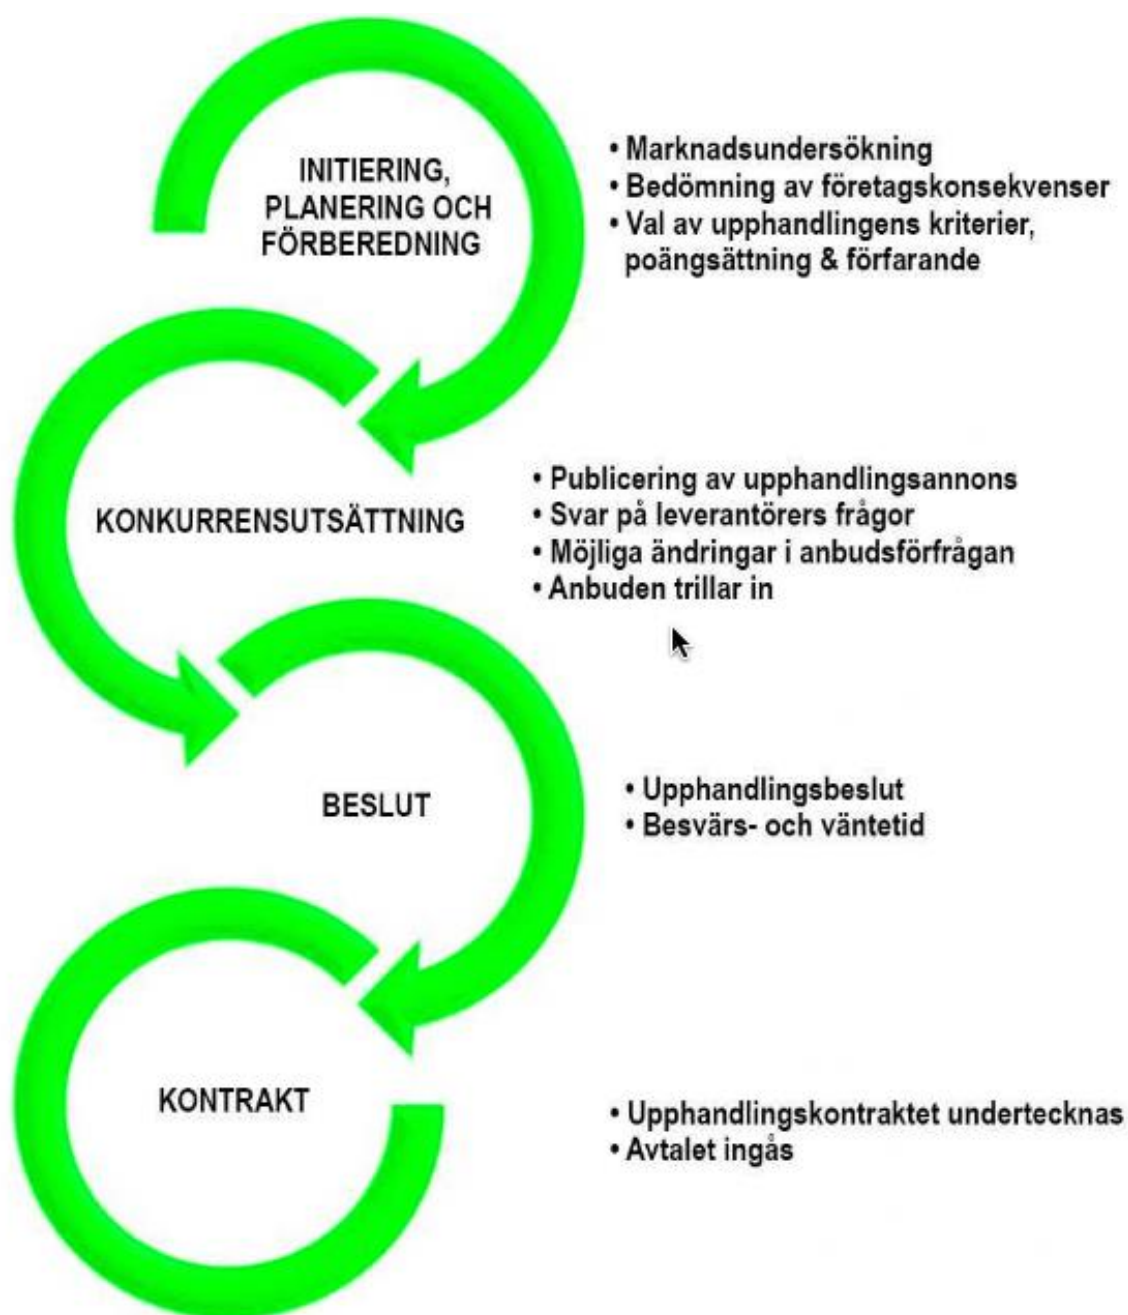 INITIERING,
PLANERING OCH
FÖRBEREDNING
• Marknadsundersökning
• Bedömning av företagskonsekvenser
• Val av upphandlingens kriterier,
poängsättning & förfarande
KONKURRENSUTSÄTTNING
• Publicering av upphandlingsannons
• Svar på leverantörers frågor
• Möjliga ändringar i anbudsförfrågan
• Anbuden trillar in
BESLUT
• Upphandlingsbeslut
• Besvärs- och väntetid
KONTRAKT
• Upphandlingskontraktet undertecknas
• Avtalet ingås